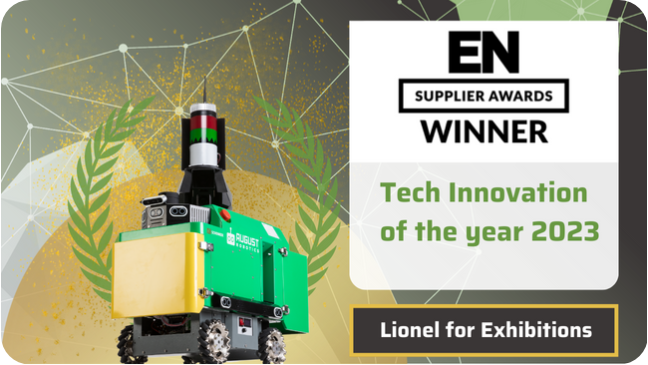 EN
SUPPLIER AWARDS
WINNER
Tech Innovation
of the year 2023
AUGUST
ROBOTICS
Lionel for Exhibitions